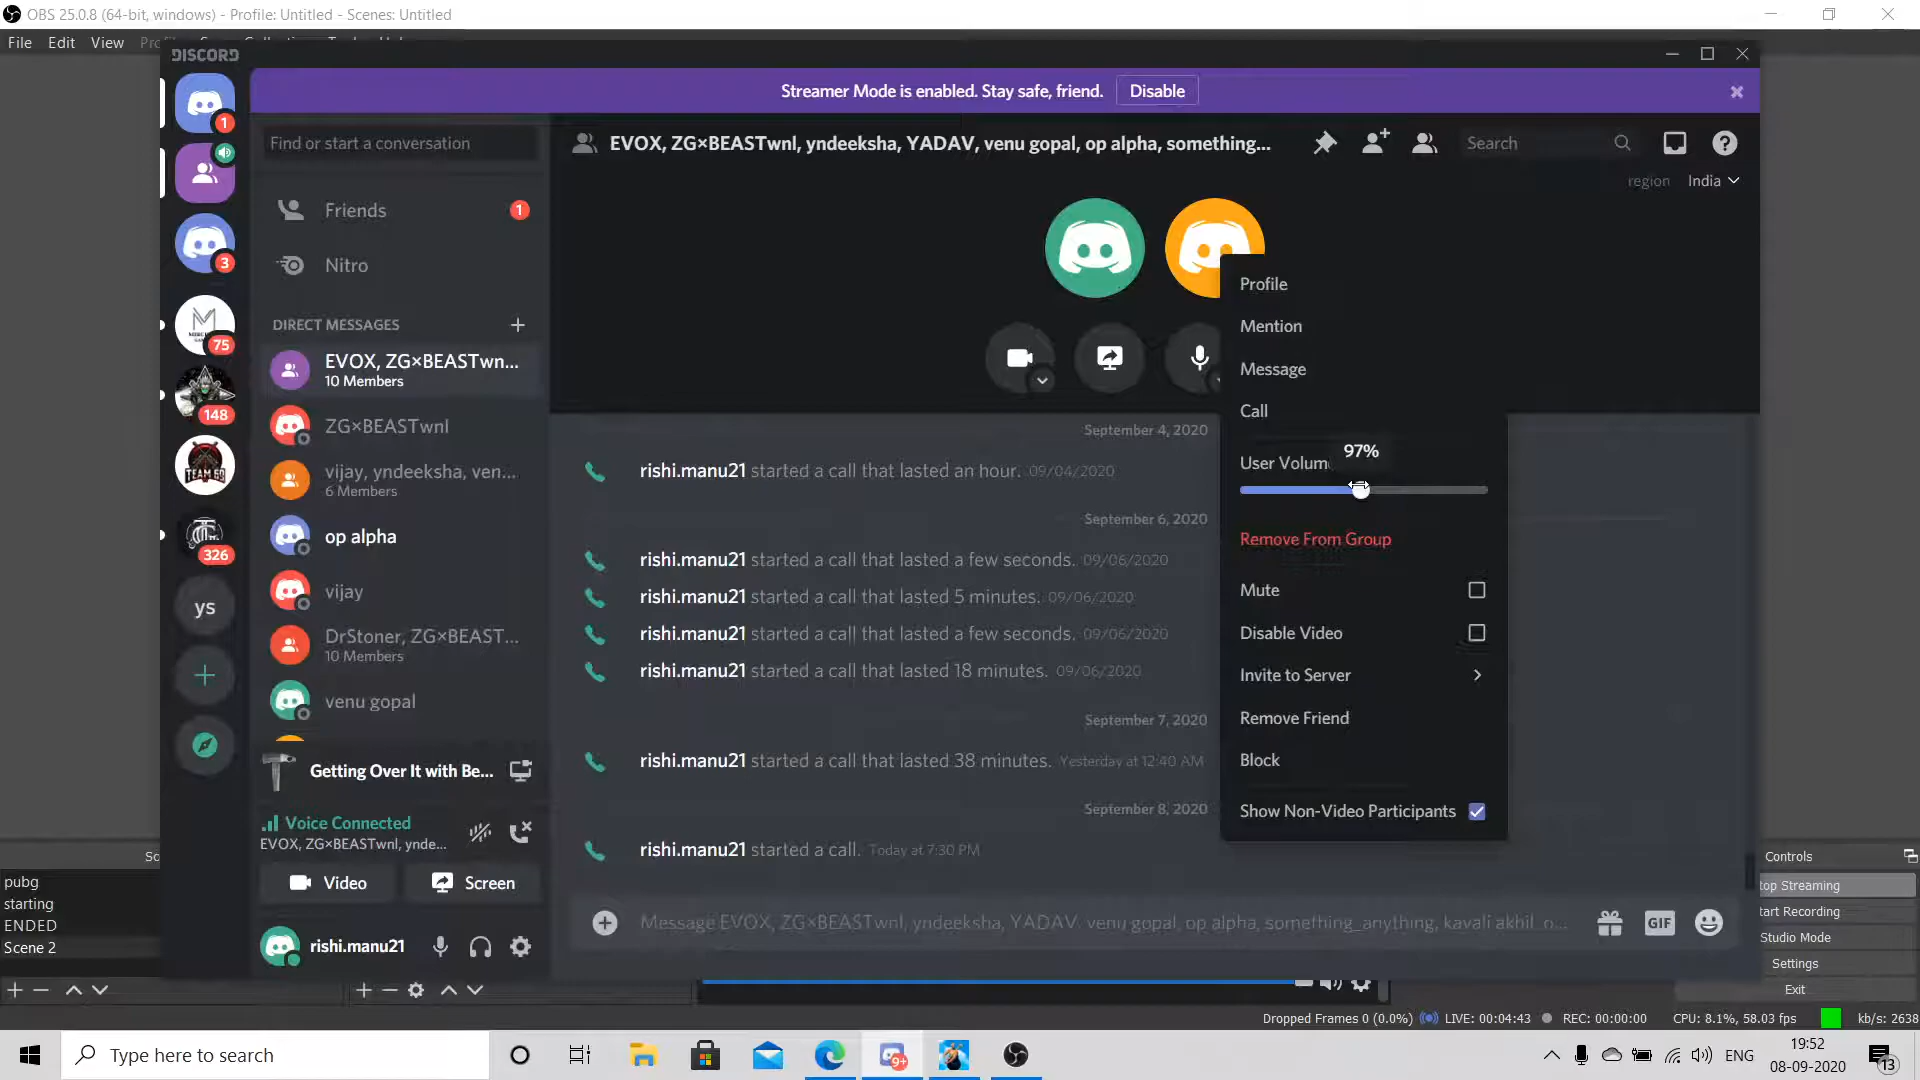 OBS 25.0.8 (64-bit, windows) - Profile: Untitled - Scenes: Untitled
File Edit View
DISCORD
Streamer Mode is enabled. Stay safe, friend. Disable
Find or start a conversation
EVOX, ZG×BEASTwnl, yndeeksha, YADAV, venu gopal, op alpha, something...
Search
region India
1
3
75
148
326
ys
Friends 1
Nitro
DIRECT MESSAGES
EVOX, ZG×BEASTwn...
10 Members
ZG×BEASTwnl
vijay, yndeeksha, ven...
6 Members
op alpha
vijay
DrStoner, ZG×BEAST...
10 Members
venu gopal
Getting Over It with Be...
Voice Connected
EVOX, ZG×BEASTwnl, ynde...
Video Screen
rishi.manu21
September 4, 2020
rishi.manu21 started a call that lasted an hour. 09/04/2020
September 6, 2020
rishi.manu21 started a call that lasted a few seconds. 09/06/2020
rishi.manu21 started a call that lasted 5 minutes. 09/06/2020
rishi.manu21 started a call that lasted a few seconds. 09/06/2020
rishi.manu21 started a call that lasted 18 minutes. 09/06/2020
September 7, 2020
rishi.manu21 started a call that lasted 38 minutes. Yesterday at 12:40 AM
September 8, 2020
rishi.manu21 started a call. Today at 7:30 PM
Message EVOX, ZG×BEASTwnl, yndeeksha, YADAV, venu gopal, op alpha, something_anything, kavali akhil, o...
GIF
Profile
Mention
Message
Call
97%
User Volum
Remove From Group
Mute
Disable Video
Invite to Server
Remove Friend
Block
Show Non-Video Participants
Sc
pubg
starting
ENDED
Scene 2
TEAM GO
Controls
top Streaming
tart Recording
Studio Mode
Settings
Exit
Dropped Frames 0 (0.0%) LIVE: 00:04:43 REC: 00:00:00 CPU: 8.1%, 58.03 fps kb/s: 2638
Type here to search
9+
ENG
19:52
08-09-2020
13